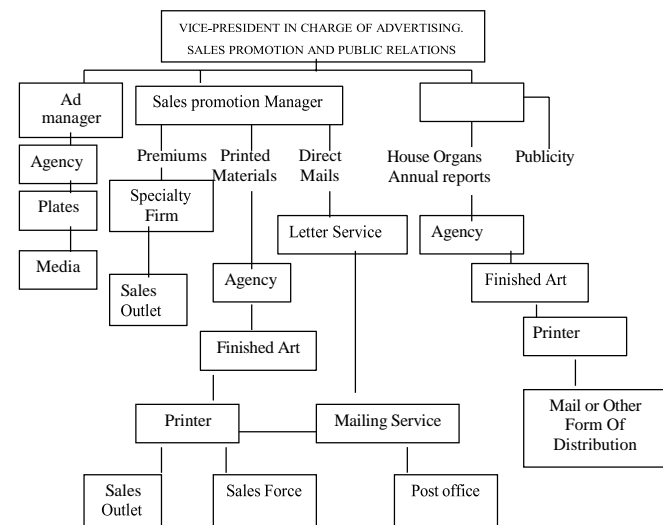 VICE-PRESIDENT IN CHARGE OF ADVERTISING.
SALES PROMOTION AND PUBLIC RELATIONS
Ad
manager
Sales promotion Manager
Agency
Plates
Media
Premiums
Specialty
Firm
Sales
Outlet
Printed
Materials
Agency
Finished Art
Printer
Sales
Outlet
Sales Force
Direct
Mails
Letter Service
Mailing Service
Post office
House Organs
Annual reports
Publicity
Agency
Finished Art
Printer
Mail or Other
Form Of
Distribution